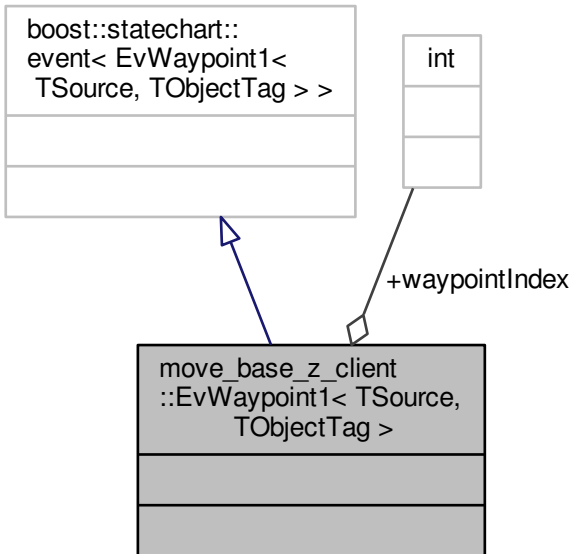 boost::statechart::
event< EvWaypoint1<
TSource, TObjectTag > >
int
+waypointIndex
move_base_z_client
::EvWaypoint1< TSource,
TObjectTag >